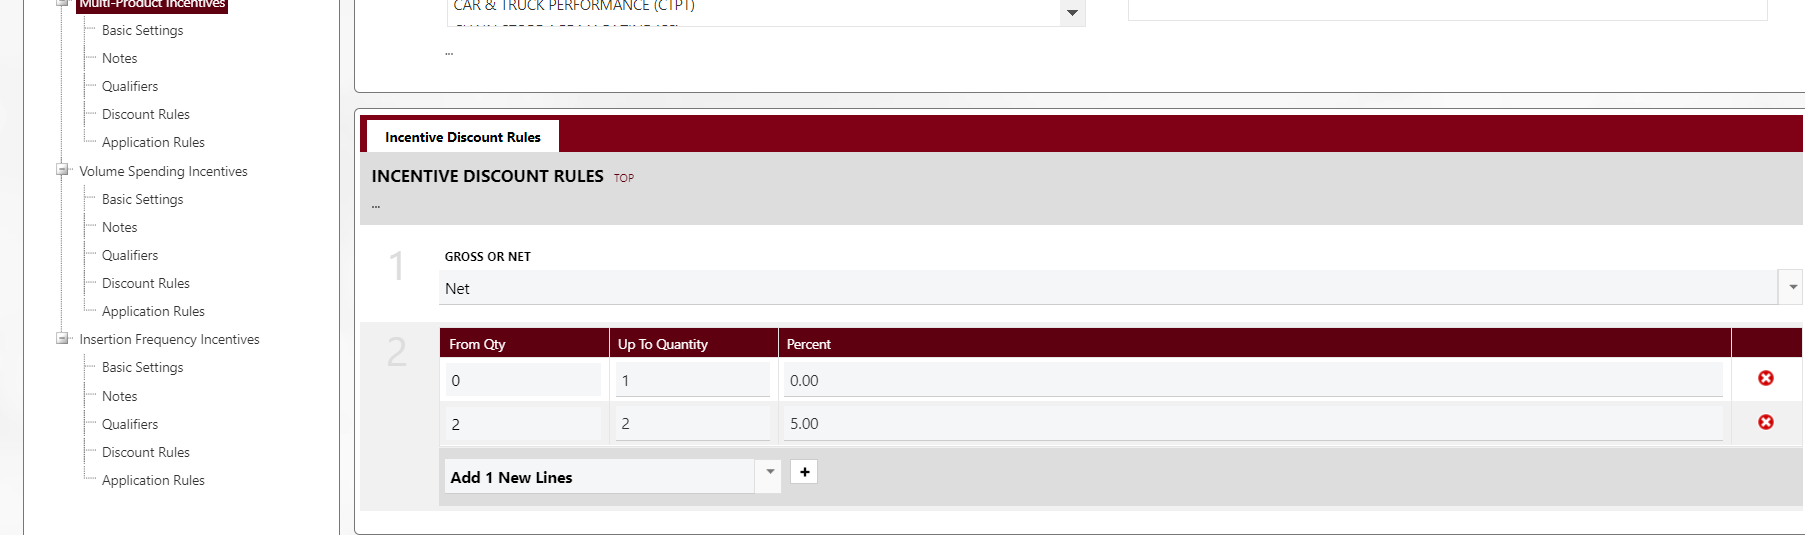 Multi-Product Incentives
Basic Settings
Notes
Qualifiers
Discount Rules
Application Rules
Volume Spending Incentives
Basic Settings
Notes
Qualifiers
Discount Rules
Application Rules
Insertion Frequency Incentives
Basic Settings
Notes
Qualifiers
Discount Rules
Application Rules
CAR & TRUCK PERFORMANCE (CTPT)
...
Incentive Discount Rules
INCENTIVE DISCOUNT RULES TOP
...
1 GROSS OR NET
Net
2 From Qty Up To Quantity Percent
0 1 0.00
2 2 5.00
Add 1 New Lines +